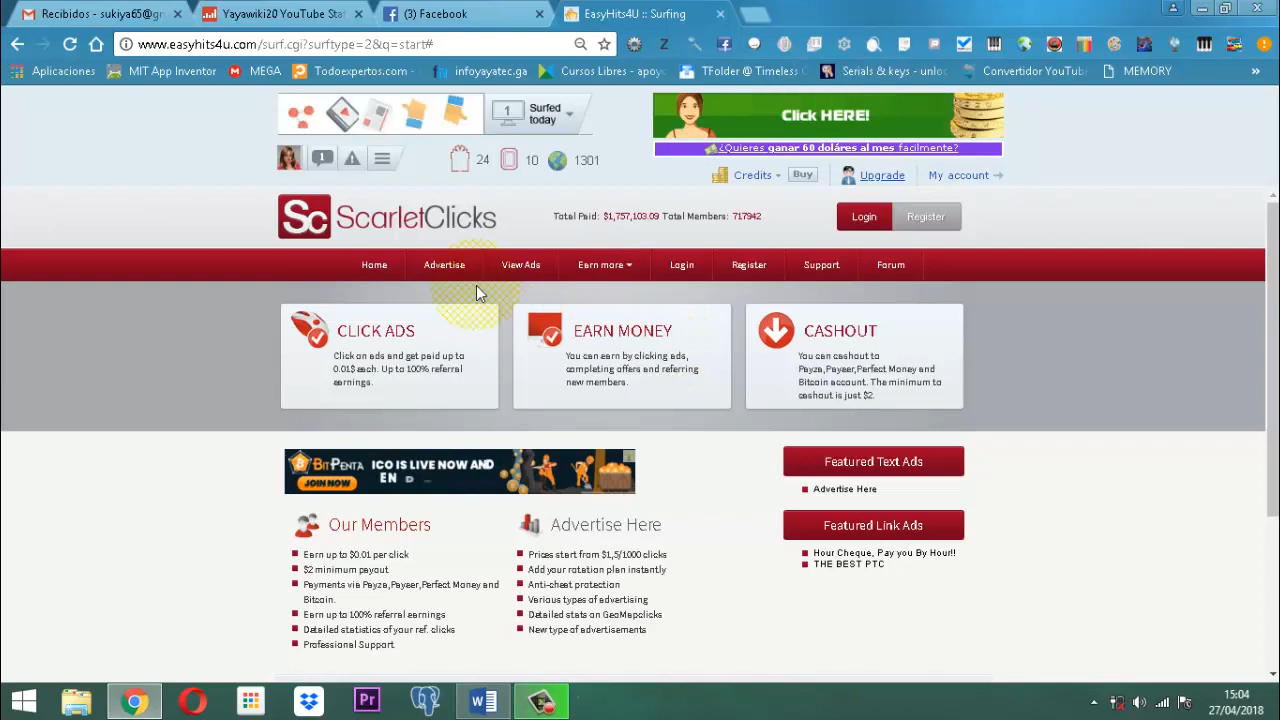 Recibidos - sukiya65@gm
Yayawiki20 YouTube Stat
(3) Facebook
EasyHits4U :: Surfing
www.easyhits4u.com/surf.cgi?surftype=2&q=start#
Aplicaciones
MIT App Inventor
MEGA
Todoexpertos.com -
infoyayatec.ga
Cursos Libres - apoyo
TFolder @ Timeless
Serials & keys - unloc
Convertidor YouTube
MEMORY
»
1
Surfed today
Click HERE!
¿Quieres ganar 60 doláres al mes facilmente?
1
24
10
1301
Credits
Buy
Upgrade
My account
Sc ScarletClicks
Total Paid: $1,757,103.09 Total Members: 717942
Login
Register
Home
Advertise
View Ads
Earn more
Login
Register
Support
Forum
CLICK ADS
Click on ads and get paid up to
0.01$ each. Up to 100% referral
earnings.
EARN MONEY
You can earn by clicking ads,
completing offers and referring
new members.
CASHOUT
You can cashout to
Payza,Payeer,Perfect Money and
Bitcoin account. The minimum to
cashout is just $2.
BITPENTA
JOIN NOW
ICO IS LIVE NOW AND
EN D
Our Members
Earn up to $0.01 per click
$2 minimum payout
Payments via Payza,Payeer,Perfect Money and
Bitcoin.
Earn up to 100% referral earnings
Detailed statistics of your ref. clicks
Professional Support
Advertise Here
Prices start from $1,5/1000 clicks
Add your rotation plan instantly
Anti-cheat protection
Various types of advertising
Detailed stats on GeoMapclicks
New type of advertisements
Featured Text Ads
Advertise Here
Featured Link Ads
Hour Cheque, Pay you By Hour!!
THE BEST PTC
Pr
15:04
27/04/2018